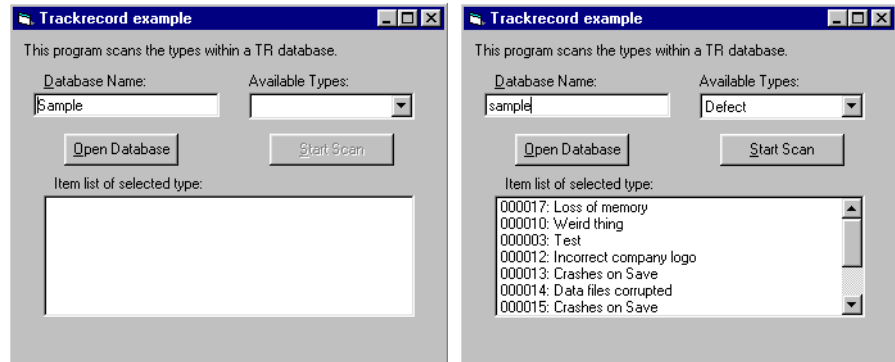 Trackrecord example
This program scans the types within a TR database.
Database Name:
Available Types:
Sample
Open Database
Start Scan
Item list of selected type:
Trackrecord example
This program scans the types within a TR database.
Database Name:
Available Types:
sample
Defect
Open Database
Start Scan
Item list of selected type:
000017: Loss of memory
000010: Weird thing
000003: Test
000012: Incorrect company logo
000013: Crashes on Save
000014: Data files corrupted
000015: Crashes on Save